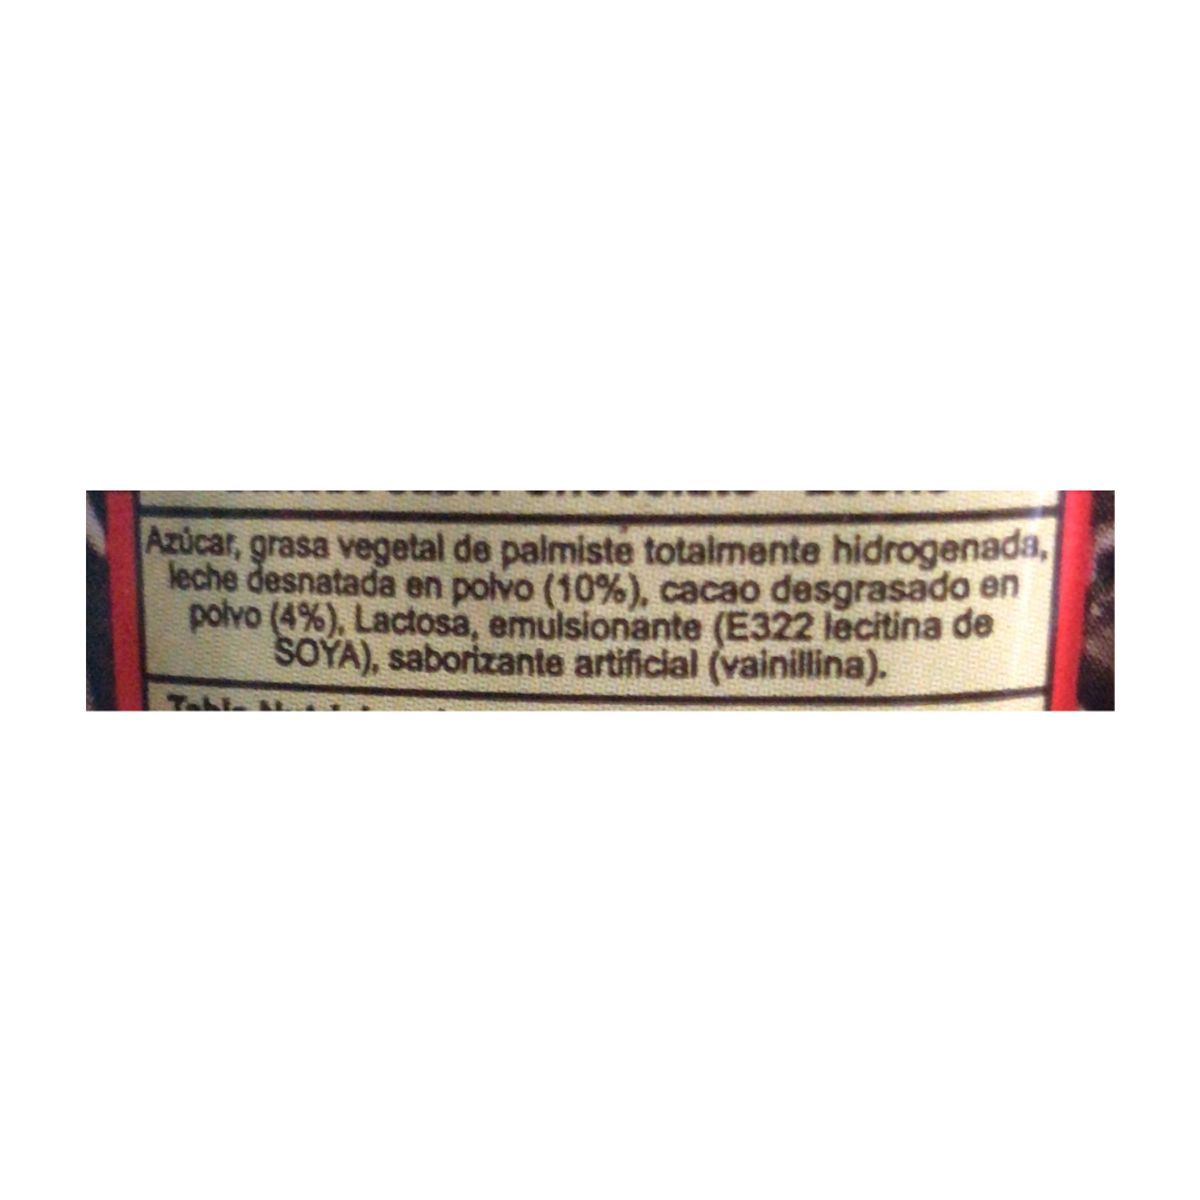 Azúcar, grasa vegetal de palmiste totalmente hidrogenada,
leche desnatada en polvo (10%), cacao desgrasado en
polvo (4%), Lactosa, emulsionante (E322 lecitina de
SOYA), saborizante artificial (vainillina).